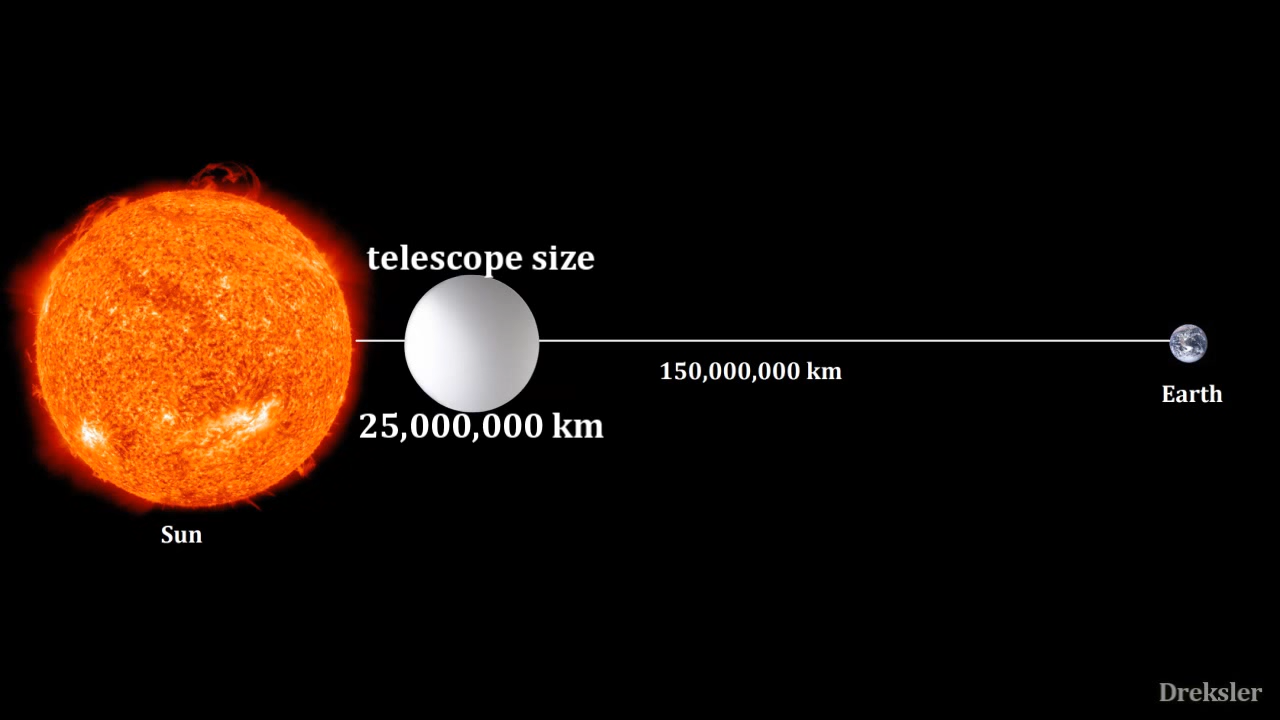 telescope size
25,000,000 km
150,000,000 km
Earth
Sun
Dreksler